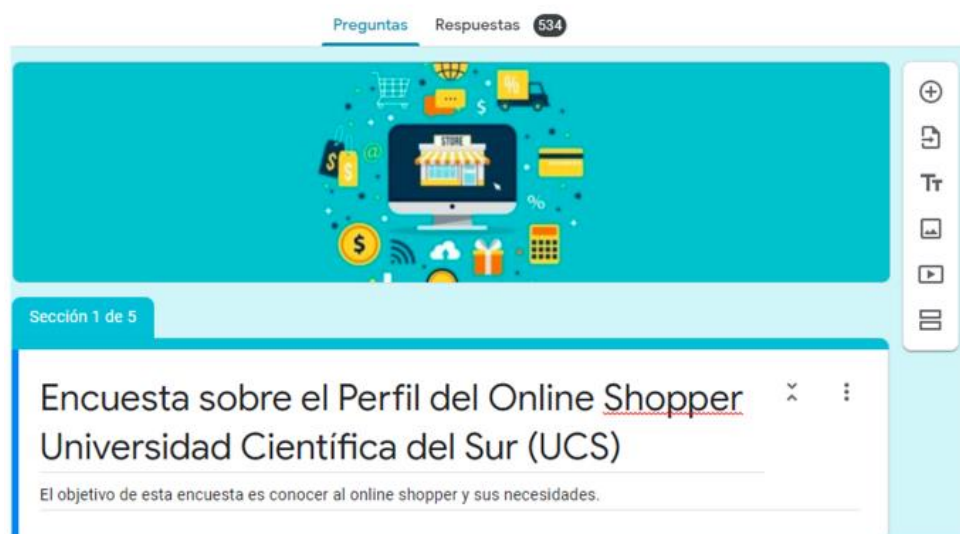 Preguntas Respuestas 534
%
$
STORE
$
$
@
%
$
Sección 1 de 5
Tт
Encuesta sobre el Perfil del Online Shopper
Universidad Científica del Sur (UCS)
El objetivo de esta encuesta es conocer al online shopper y sus necesidades.